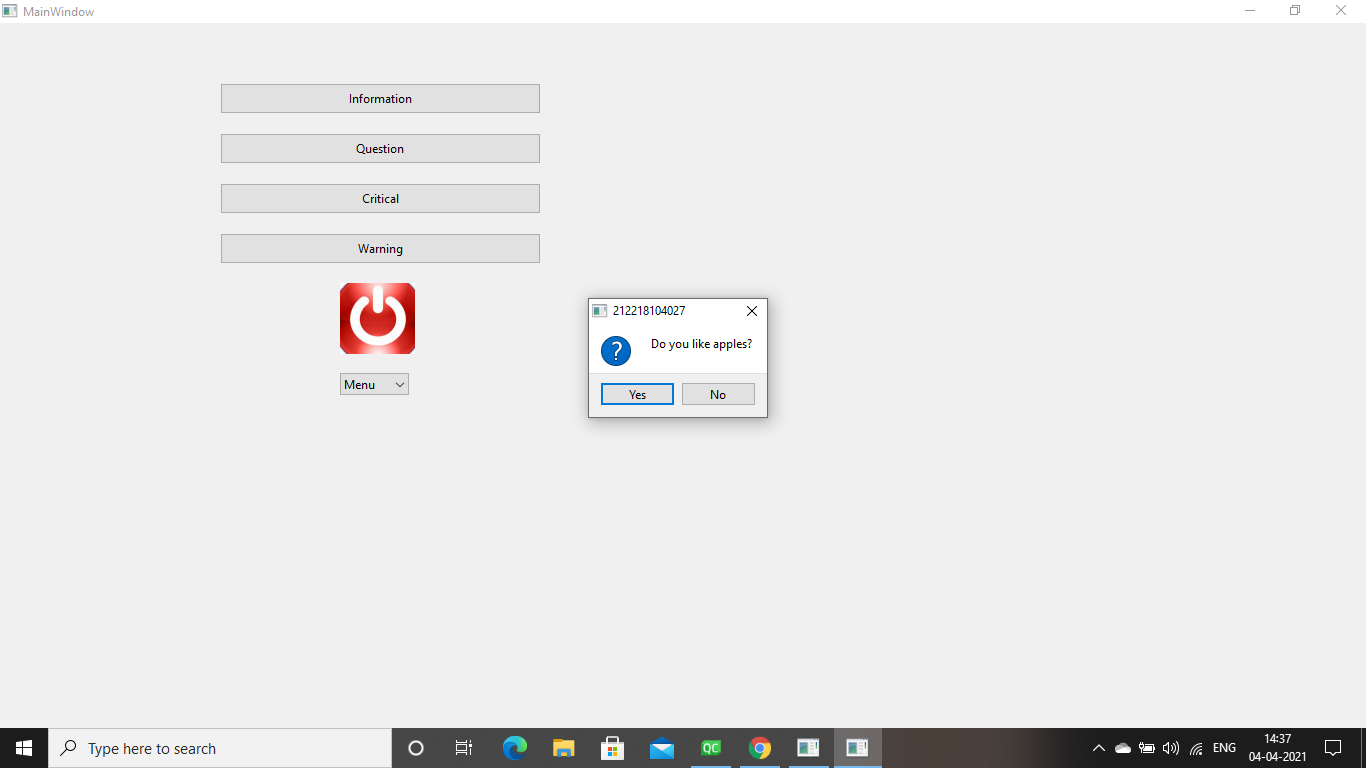 MainWindow
Information
Question
Critical
Warning
Menu
212218104027
Do you like apples?
Yes
No
Type here to search
QC
ENG
14:37
04-04-2021